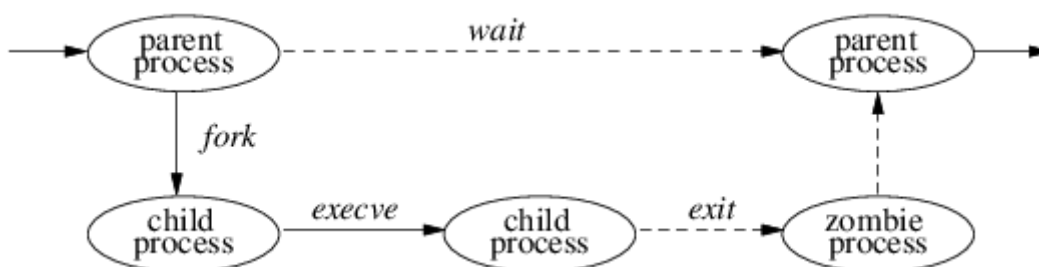 parent
process
wait
parent
process
fork
child
process
execve
child
process
exit
zombie
process